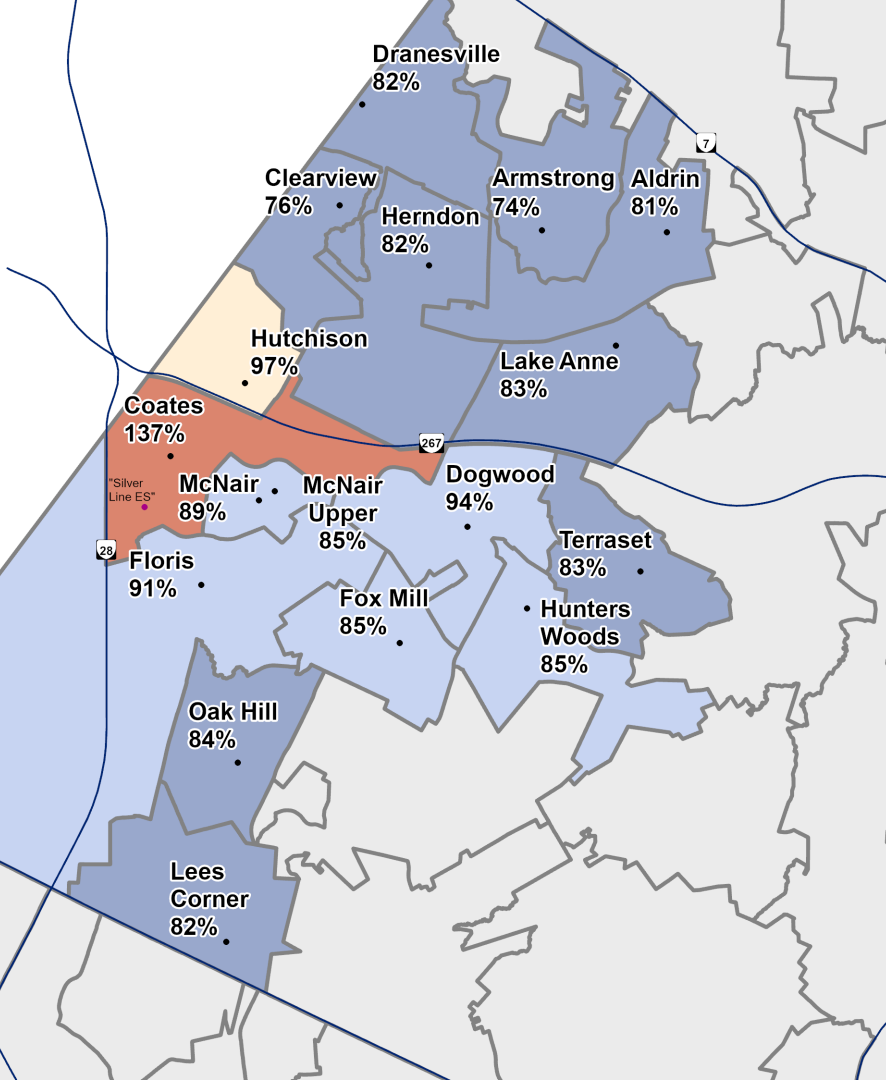 Dranesville
82%
7
Clearview
76%
Armstrong
74%
Aldrin
81%
Herndon
82%
Hutchison
97%
Lake Anne
83%
Coates
137%
267
"Silver
Line ES"
McNair
89%
McNair
Upper
85%
Dogwood
94%
28
Floris
91%
Terraset
83%
Fox Mill
85%
Hunters
Woods
85%
Oak Hill
84%
Lees
Corner
82%